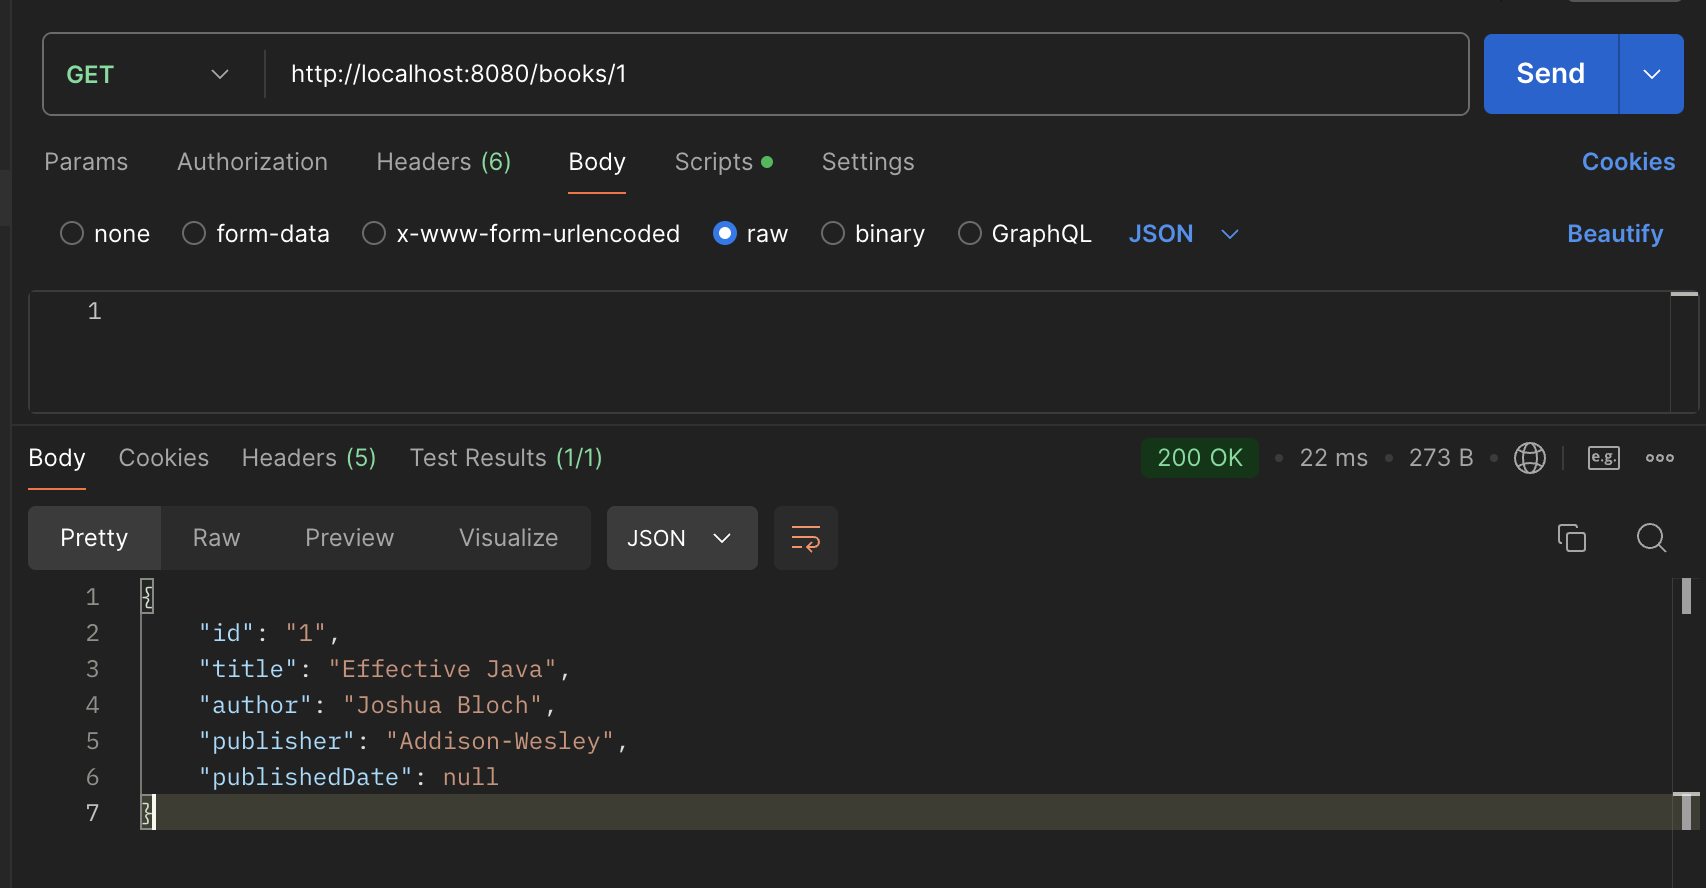 GET http://localhost:8080/books/1 Send
Params Authorization Headers (6) Body Scripts Settings Cookies
none form-data x-www-form-urlencoded raw binary GraphQL JSON Beautify
1
Body Cookies Headers (5) Test Results (1/1) 200 OK • 22 ms • 273 B • e.g.
Pretty Raw Preview Visualize JSON
1 {
2 "id": "1",
3 "title": "Effective Java",
4 "author": "Joshua Bloch",
5 "publisher": "Addison-Wesley",
6 "publishedDate": null
7 }